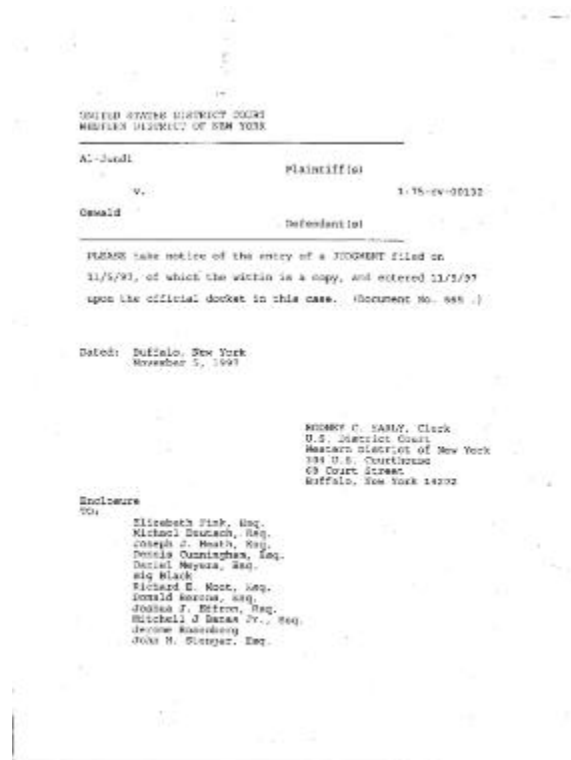 UNITED STATES DISTRICT COURT
WESTERN DISTRICT OF NEW YORK
Al-Jundi
Plaintiff(s)
v.
1-75-cv-00132
Oswald
Defendant(s)
PLEASE take notice of the entry of a JUDGMENT filed on
11/5/97, of which the within is a copy, and entered 11/5/97
upon the official docket in this case. (Document No. .)
Dated: Buffalo, New York
November 5, 1997
RODNEY C. EARLY, Clerk
U.S. District Court
Western District of New York
304 U.S. Courthouse
68 Court Street
Buffalo, New York 14202
Enclosure
TO:
Elizabeth Fink, Esq.
Michael Deutsch, Esq.
Joseph J. Heath, Esq.
Dennis Cunningham, Esq.
Daniel Meyers, Esq.
Big Black
Richard E. Moot, Esq.
Donald Esq.
Joshua J. Effron, Esq.
Mitchell J Banas Jr., Esq.
Jerome Rosenberg
John H. Stenger, Esq.